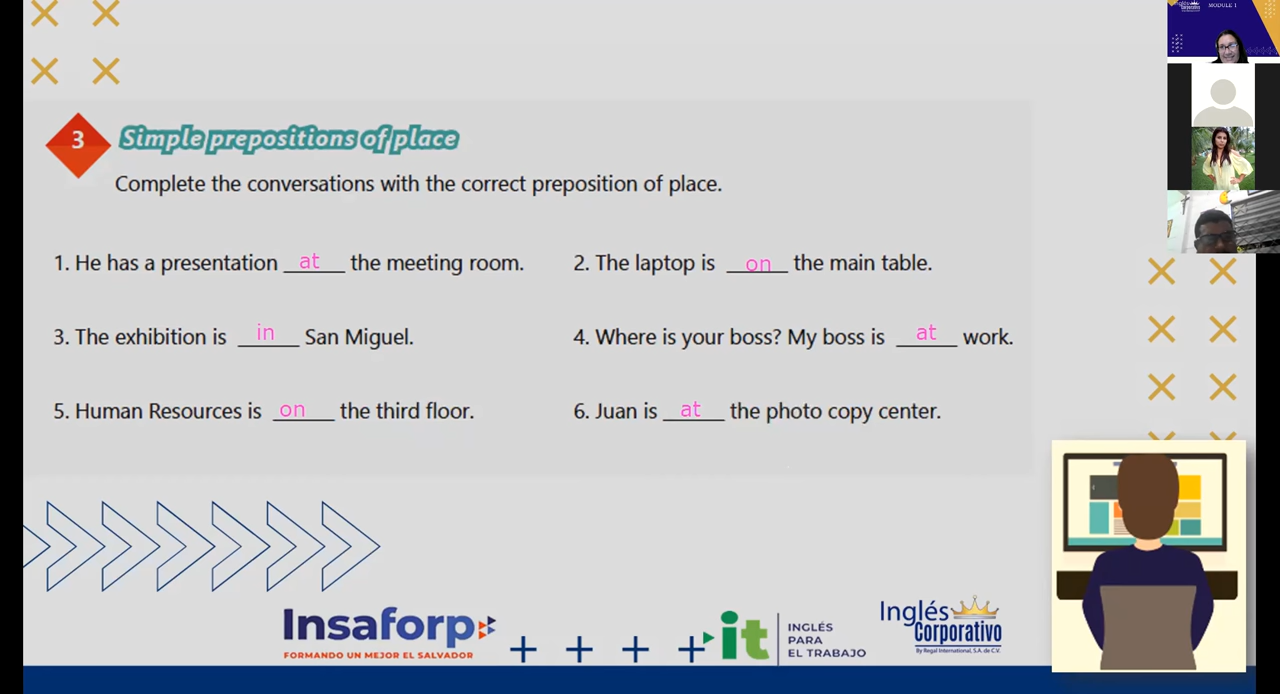 MODULE 1
3
Simple prepositions of place
Complete the conversations with the correct preposition of place.
1. He has a presentation at the meeting room.
2. The laptop is on the main table.
3. The exhibition is in San Miguel.
4. Where is your boss? My boss is at work.
5. Human Resources is on the third floor.
6. Juan is at the photo copy center.
Insaforp
FORMANDO UN MEJOR EL SALVADOR
it
INGLÉS
PARA
EL TRABAJO
Inglés
Corporativo
By Regal International, S.A. de C.V.